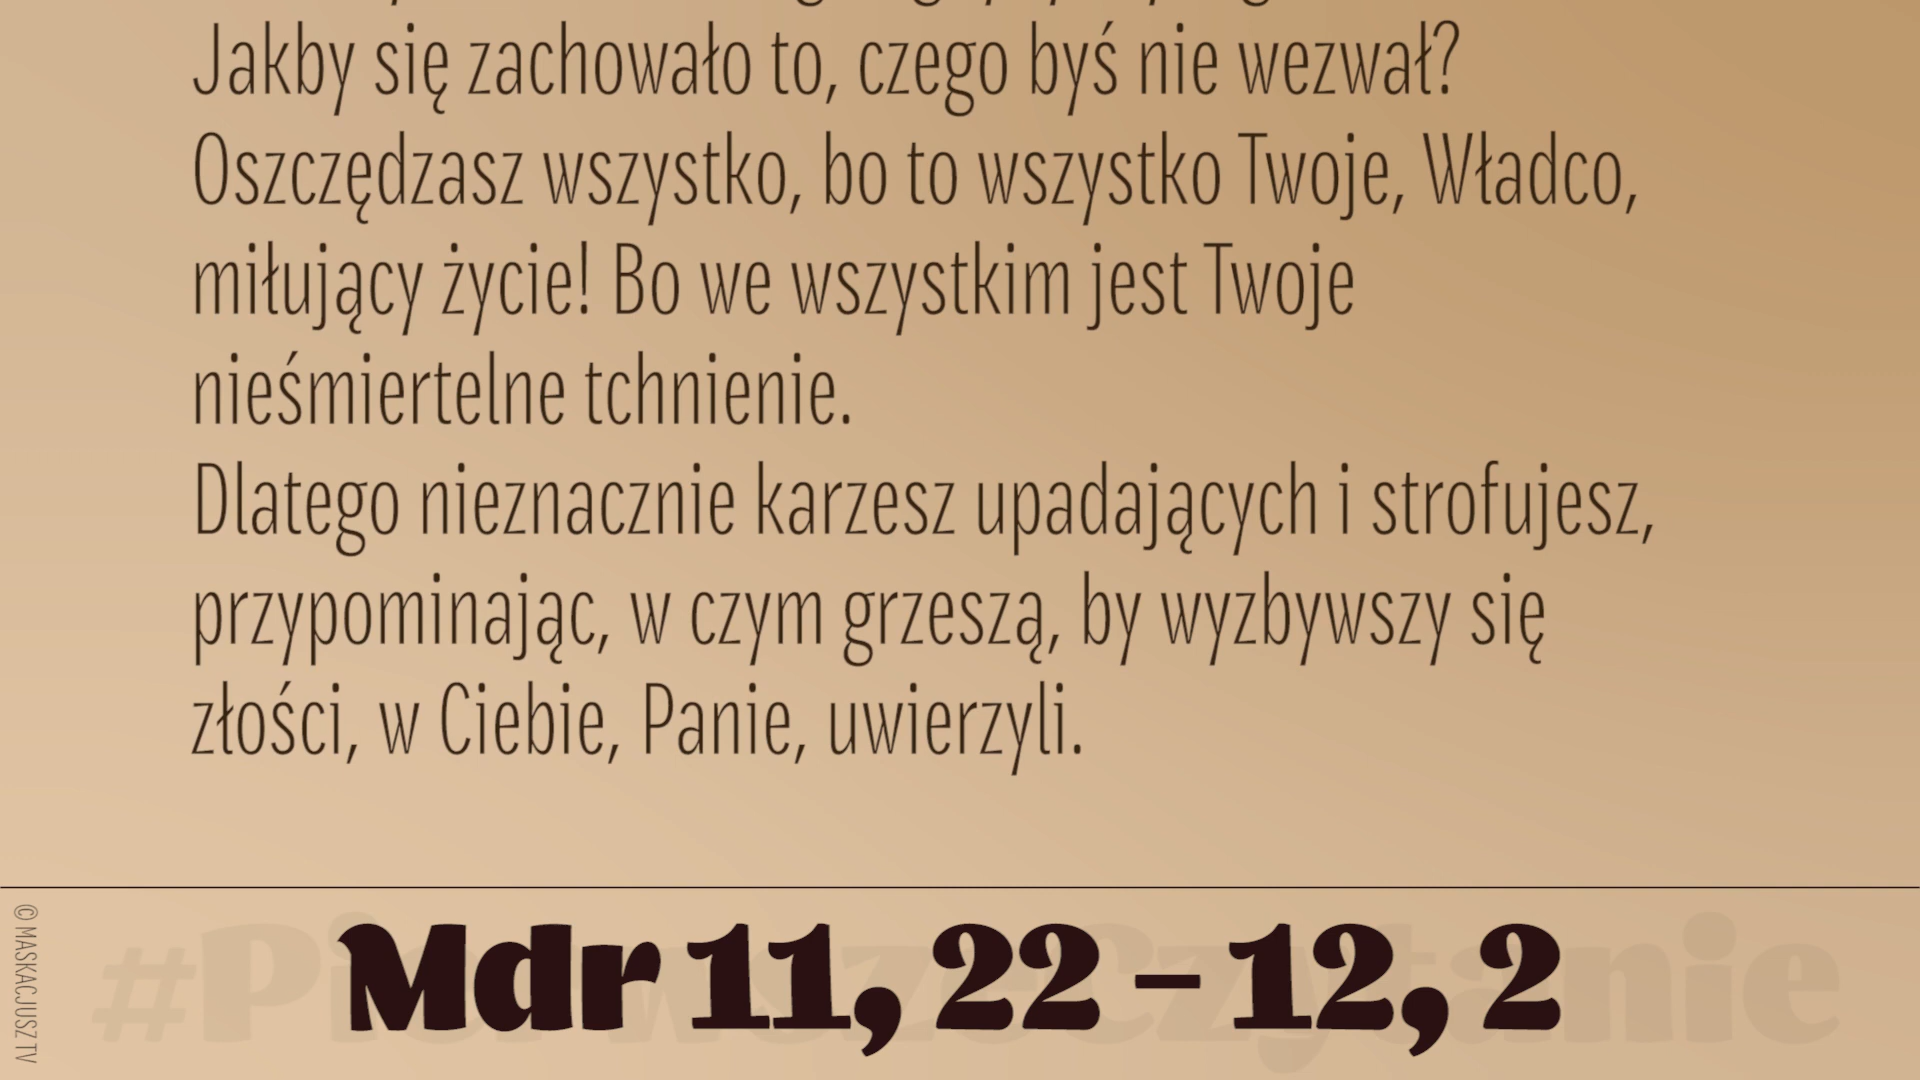 Jakby się zachowało to, czego byś nie wezwał?
Oszczędzasz wszystko, bo to wszystko Twoje, Władco,
miłujący życie! Bo we wszystkim jest Twoje
nieśmiertelne tchnienie.
Dlatego nieznacznie karzesz upadających i strofujesz,
przypominając, w czym grzeszą, by wyzbywszy się
złości, w Ciebie, Panie, uwierzyli.
#PierwszeCzytanie
Mdr 11, 22 – 12, 2
© MASKACJUSZ TV